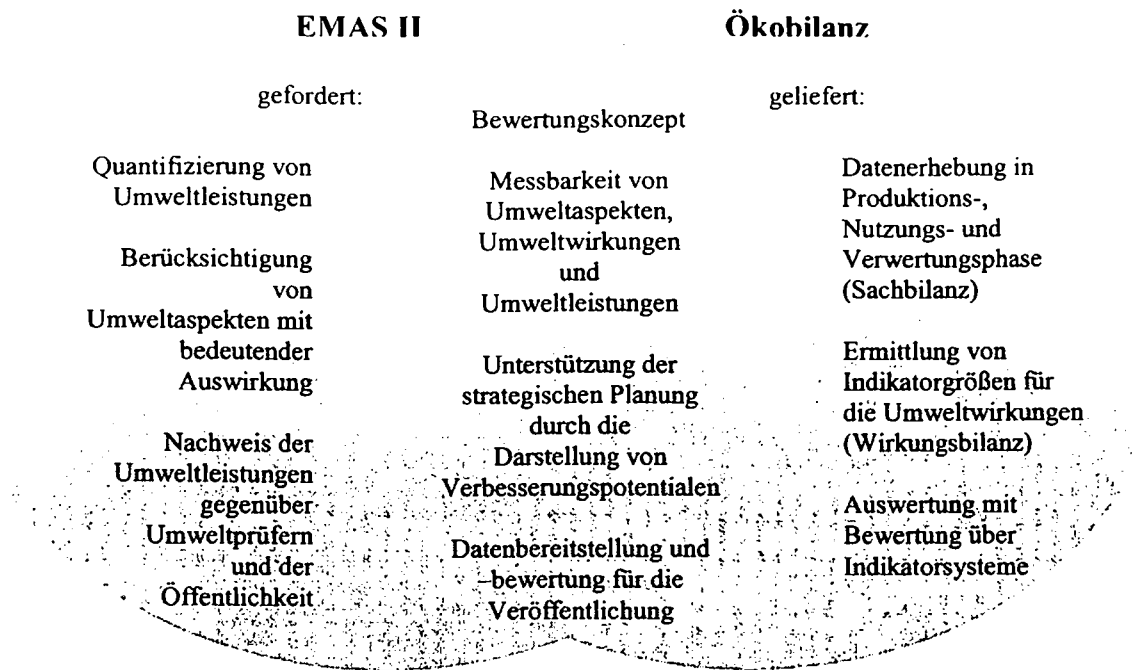 EMAS II
Ökobilanz
gefordert:
Quantifizierung von
Umweltleistungen
Berücksichtigung
von
Umweltaspekten mit
bedeutender
Auswirkung
Nachweis der
Umweltleistungen
gegenüber
Umweltprüfern
und der
Öffentlichkeit
Bewertungskonzept
Messbarkeit von
Umweltaspekten,
Umweltwirkungen
und
Umweltleistungen
Unterstützung der
strategischen Planung
durch die
Darstellung von
Verbesserungspotentialen
Datenbereitstellung und
–bewertung für die
Veröffentlichung
geliefert:
Datenerhebung in
Produktions-,
Nutzungs- und
Verwertungsphase
(Sachbilanz)
Ermittlung von
Indikatorgrößen für
die Umweltwirkungen
(Wirkungsbilanz)
Auswertung mit
Bewertung über
Indikatorsysteme